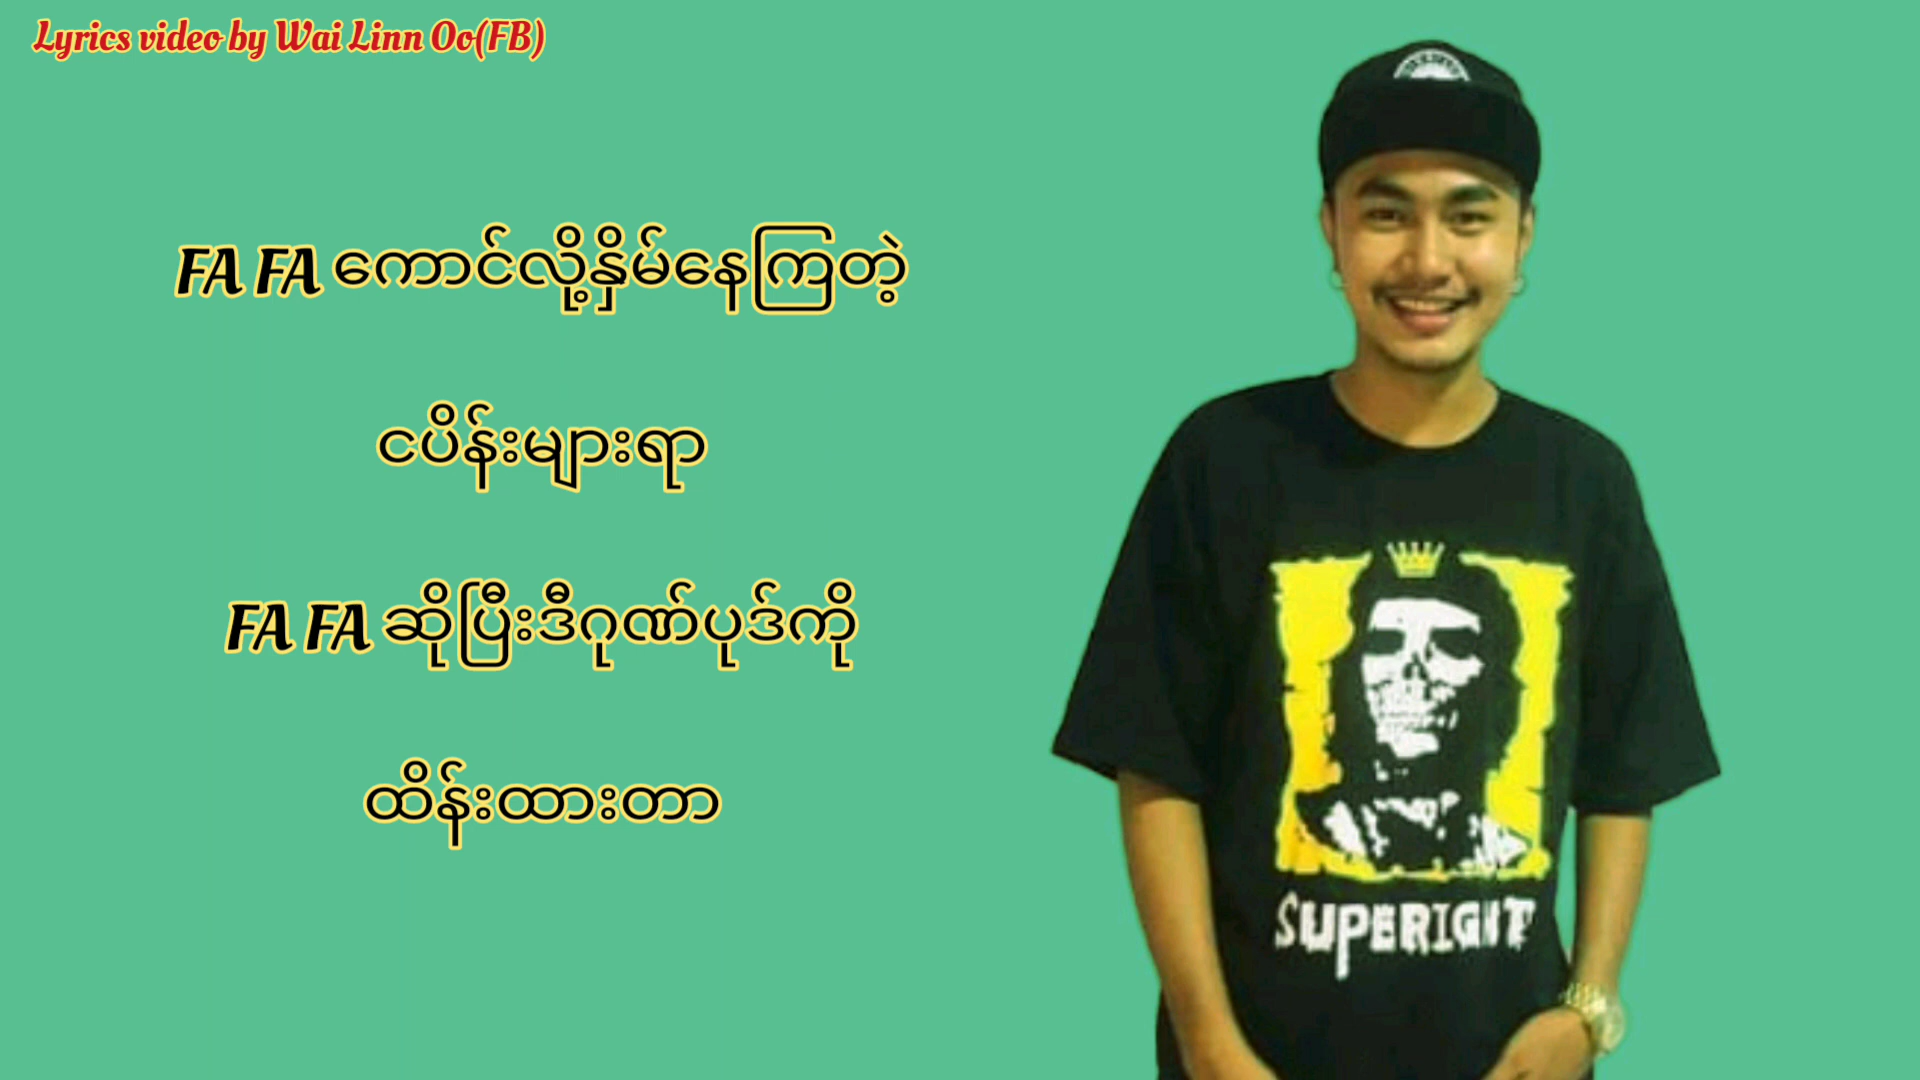 Lyrics video by Wai Linn Oo(FB)
FA FA ကောင်လို့နှိမ်နေကြတဲ့
ငပိန်းများရာ
FA FA ဆိုပြီးဒီဂုဏ်ပုဒ်ကို
ထိန်းထားတာ
SUPERIGHT